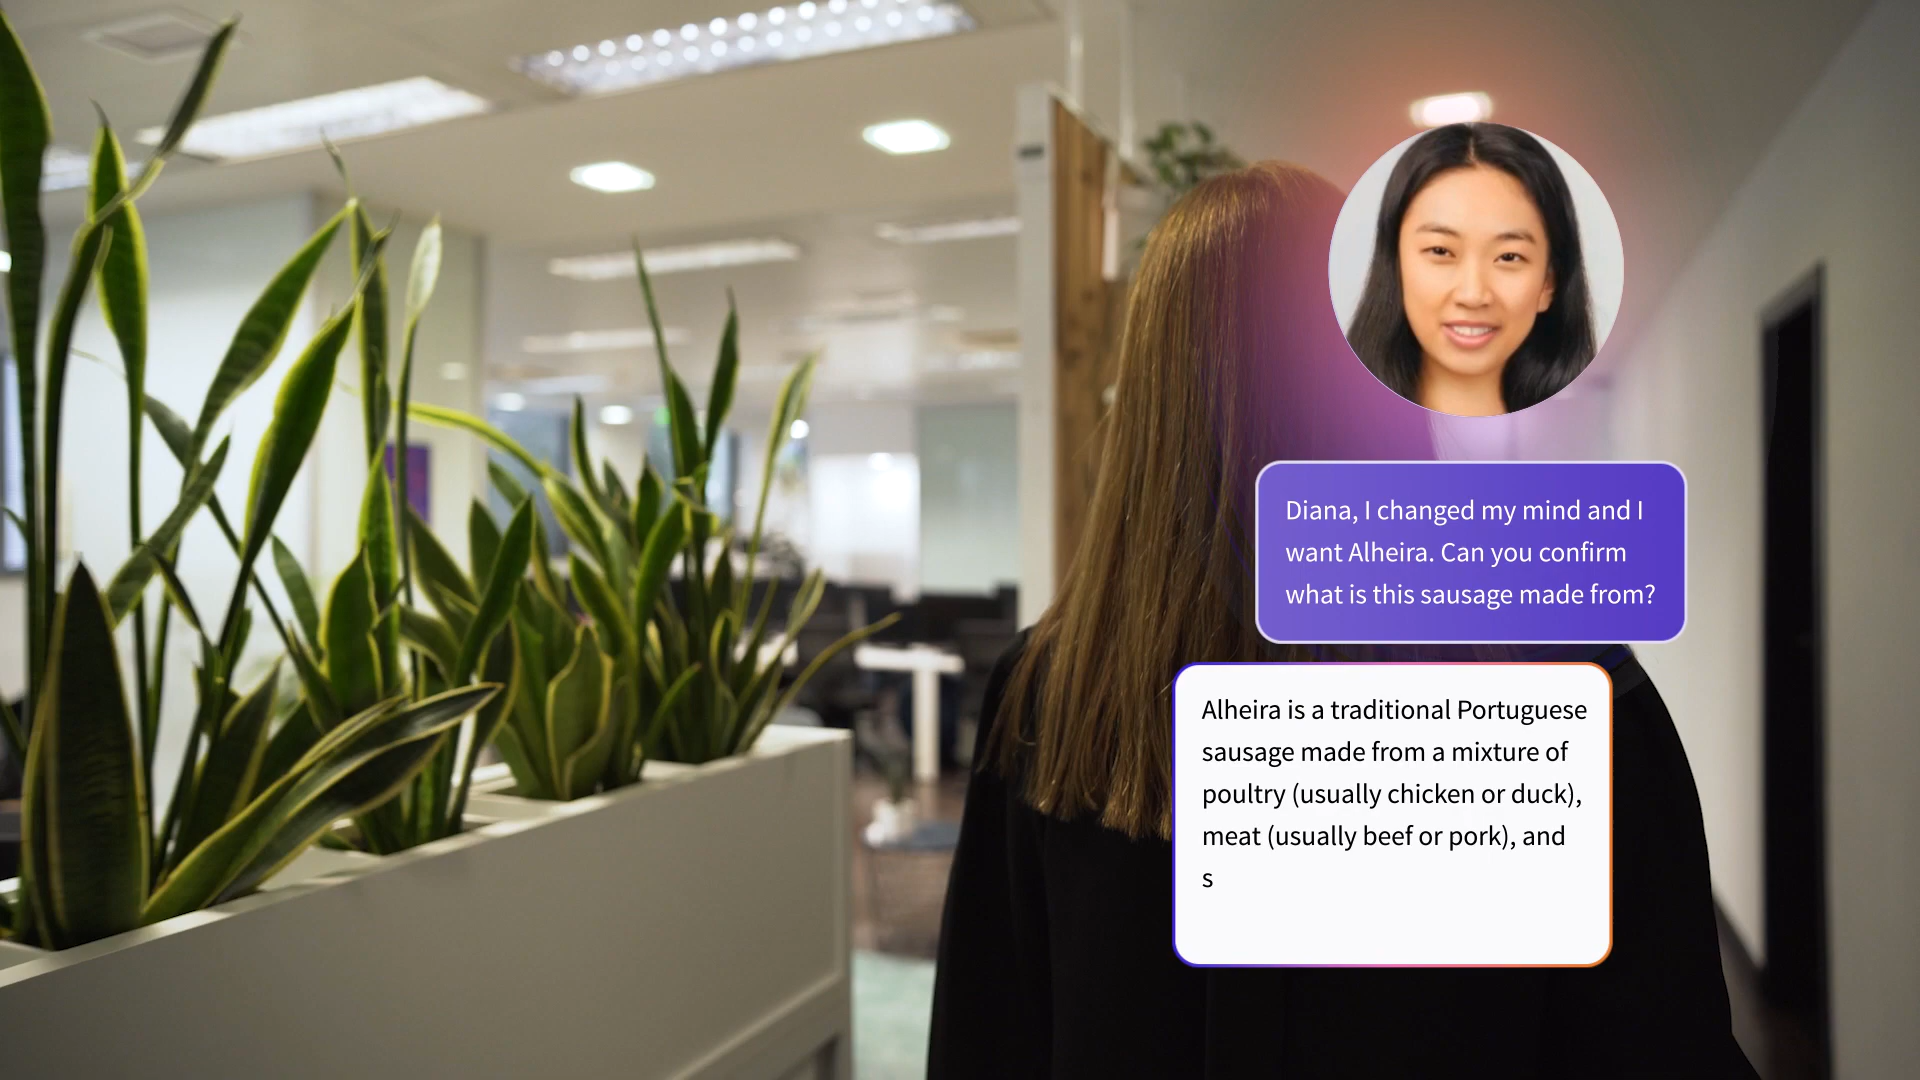 Diana, I changed my mind and I
want Alheira. Can you confirm
what is this sausage made from?
Alheira is a traditional Portuguese
sausage made from a mixture of
poultry (usually chicken or duck),
meat (usually beef or pork), and
s